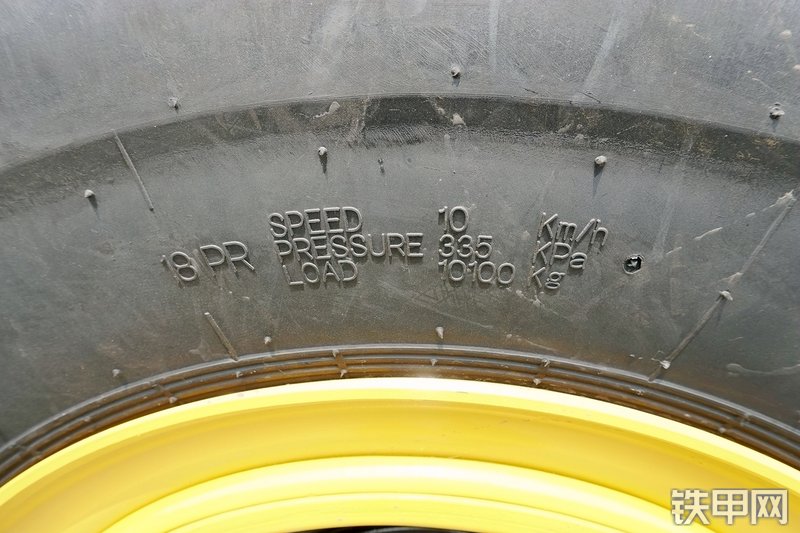 18 PR
SPEED 10 Km/h
PRESSURE 335 KPa
LOAD 10100 Kg
铁甲网